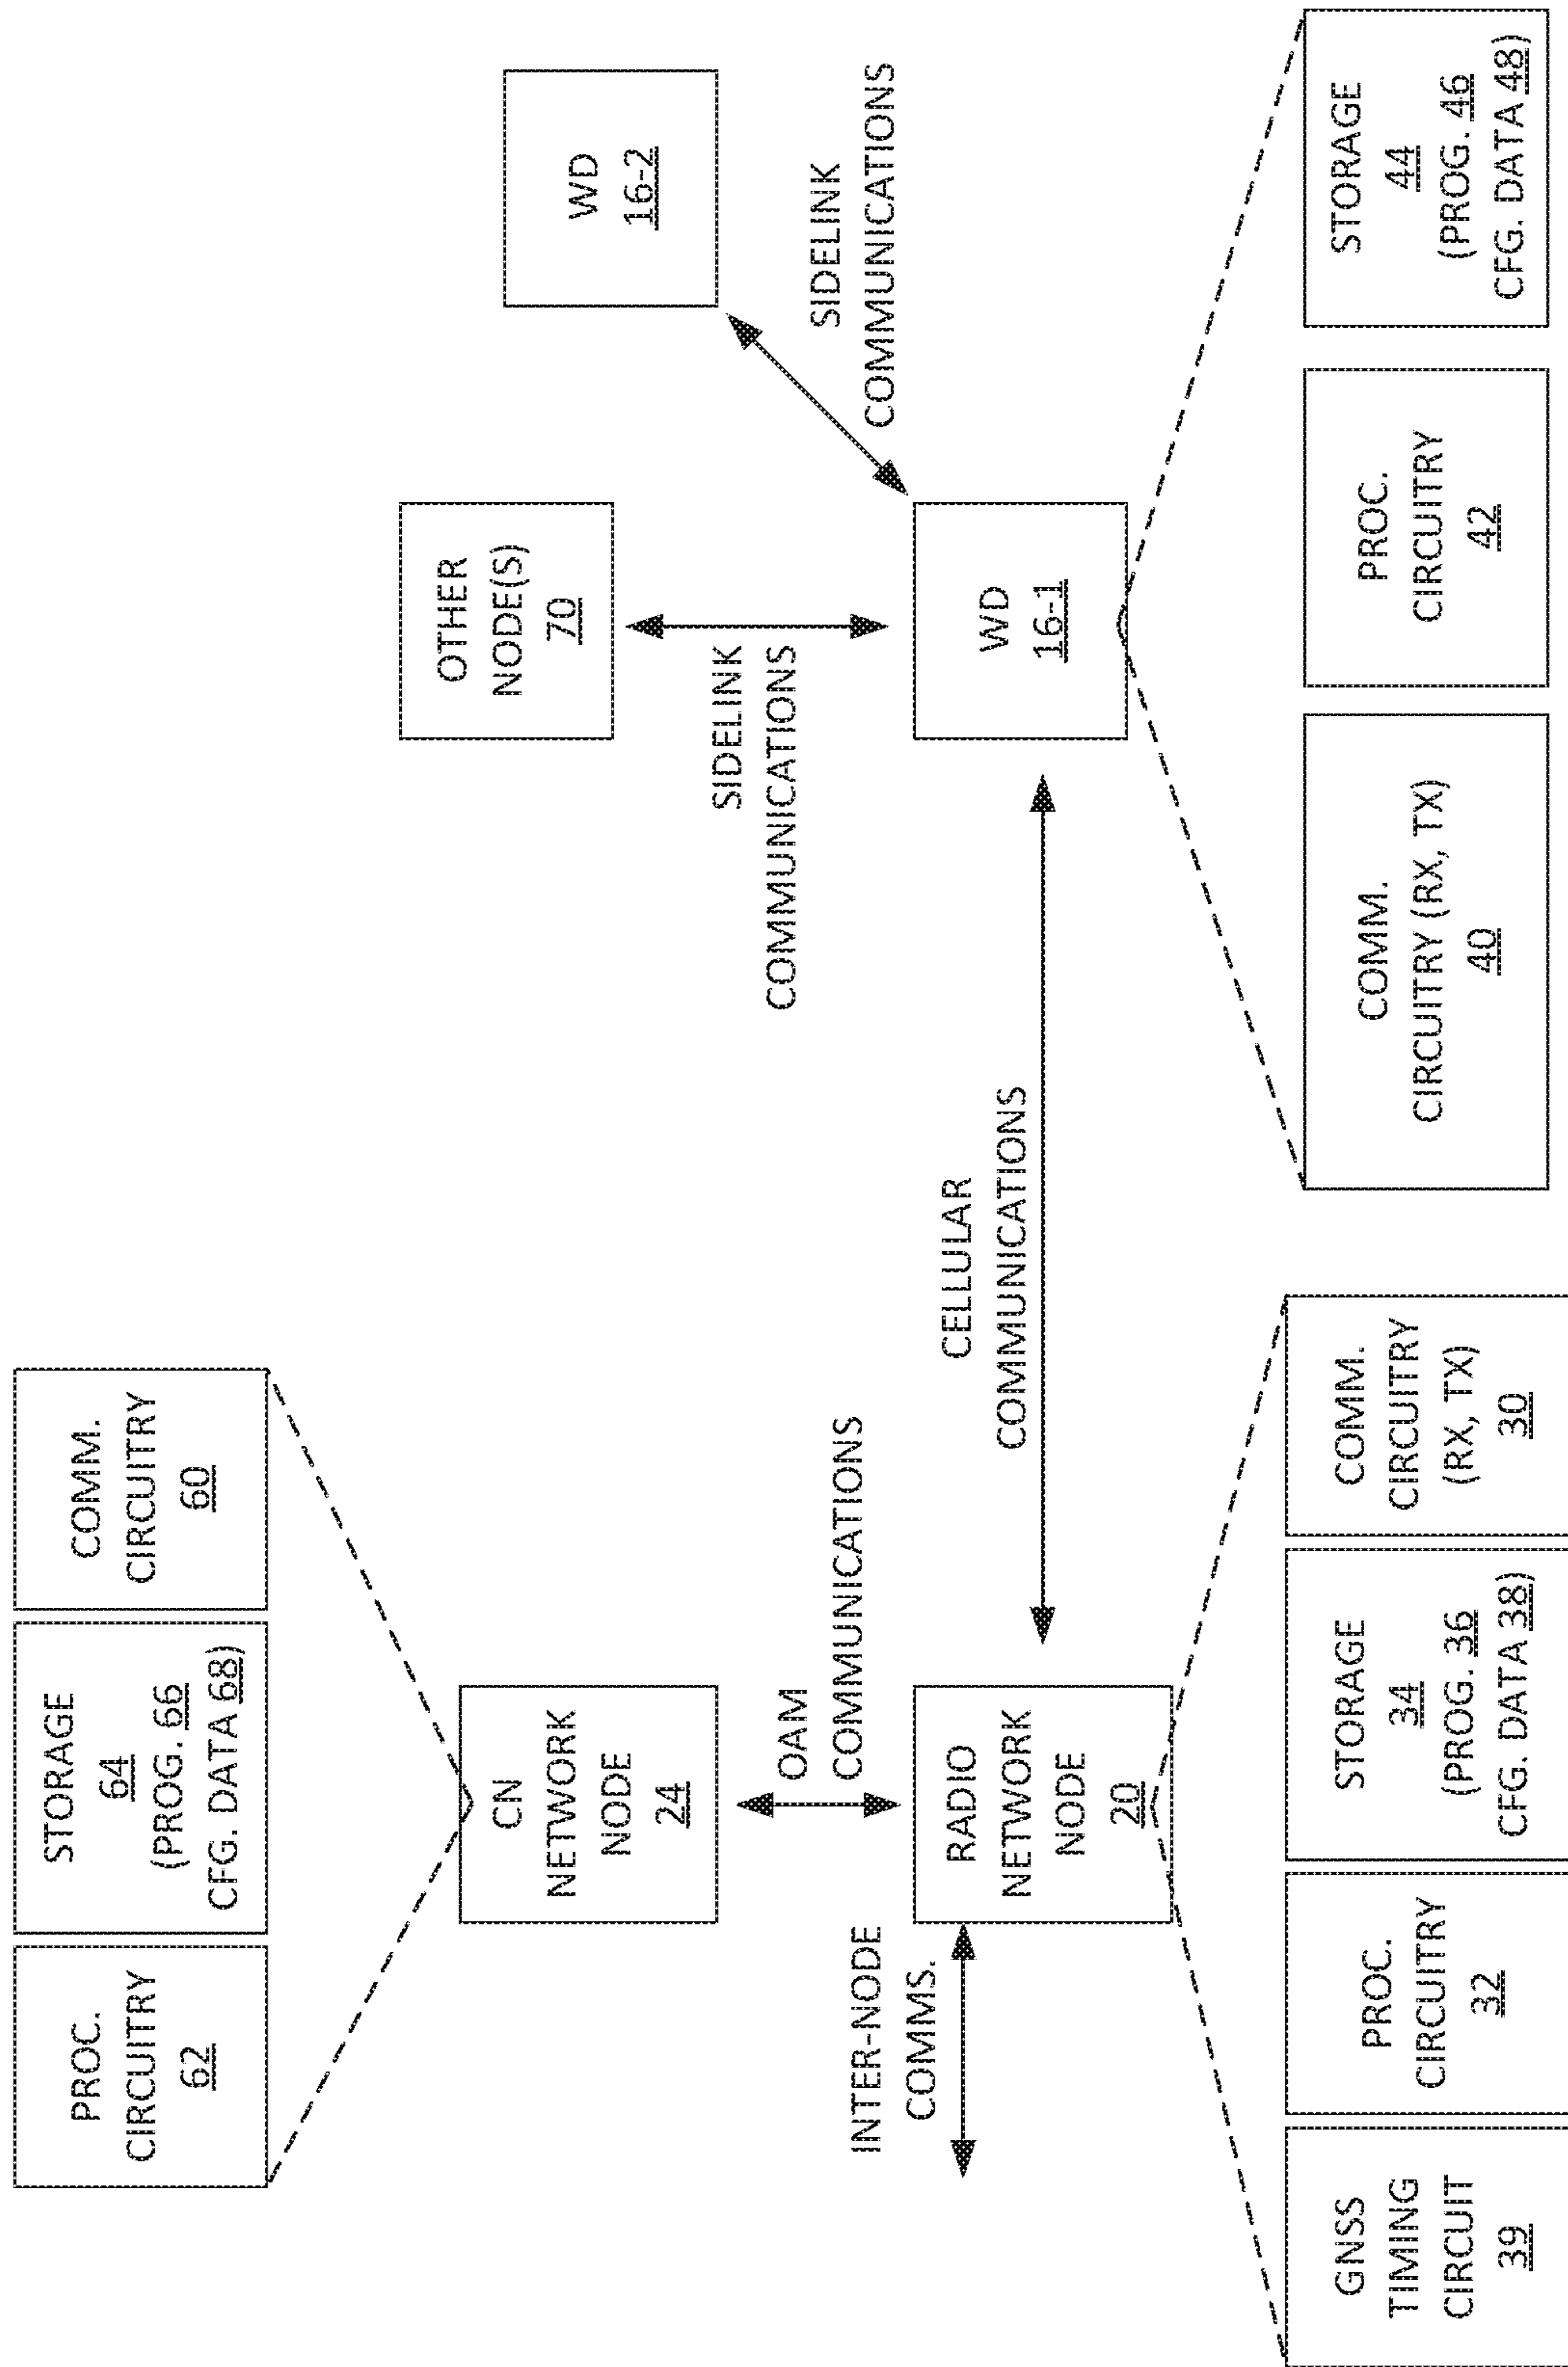 PROC.
CIRCUITRY
62
STORAGE
64
(PROG. 66
CFG. DATA 68)
COMM.
CIRCUITRY
60
CN
NETWORK
NODE
24
OTHER
NODE(S)
70
WD
16-2
SIDELINK
COMMUNICATIONS
SIDELINK
COMMUNICATIONS
INTER-NODE
COMMS.
OAM
COMMUNICATIONS
RADIO
NETWORK
NODE
20
CELLULAR
COMMUNICATIONS
WD
16-1
GNSS
TIMING
CIRCUIT
39
PROC.
CIRCUITRY
32
STORAGE
34
(PROG. 36
CFG. DATA 38)
COMM.
CIRCUITRY
(RX, TX)
30
COMM.
CIRCUITRY (RX, TX)
40
PROC.
CIRCUITRY
42
STORAGE
44
(PROG. 46
CFG. DATA 48)